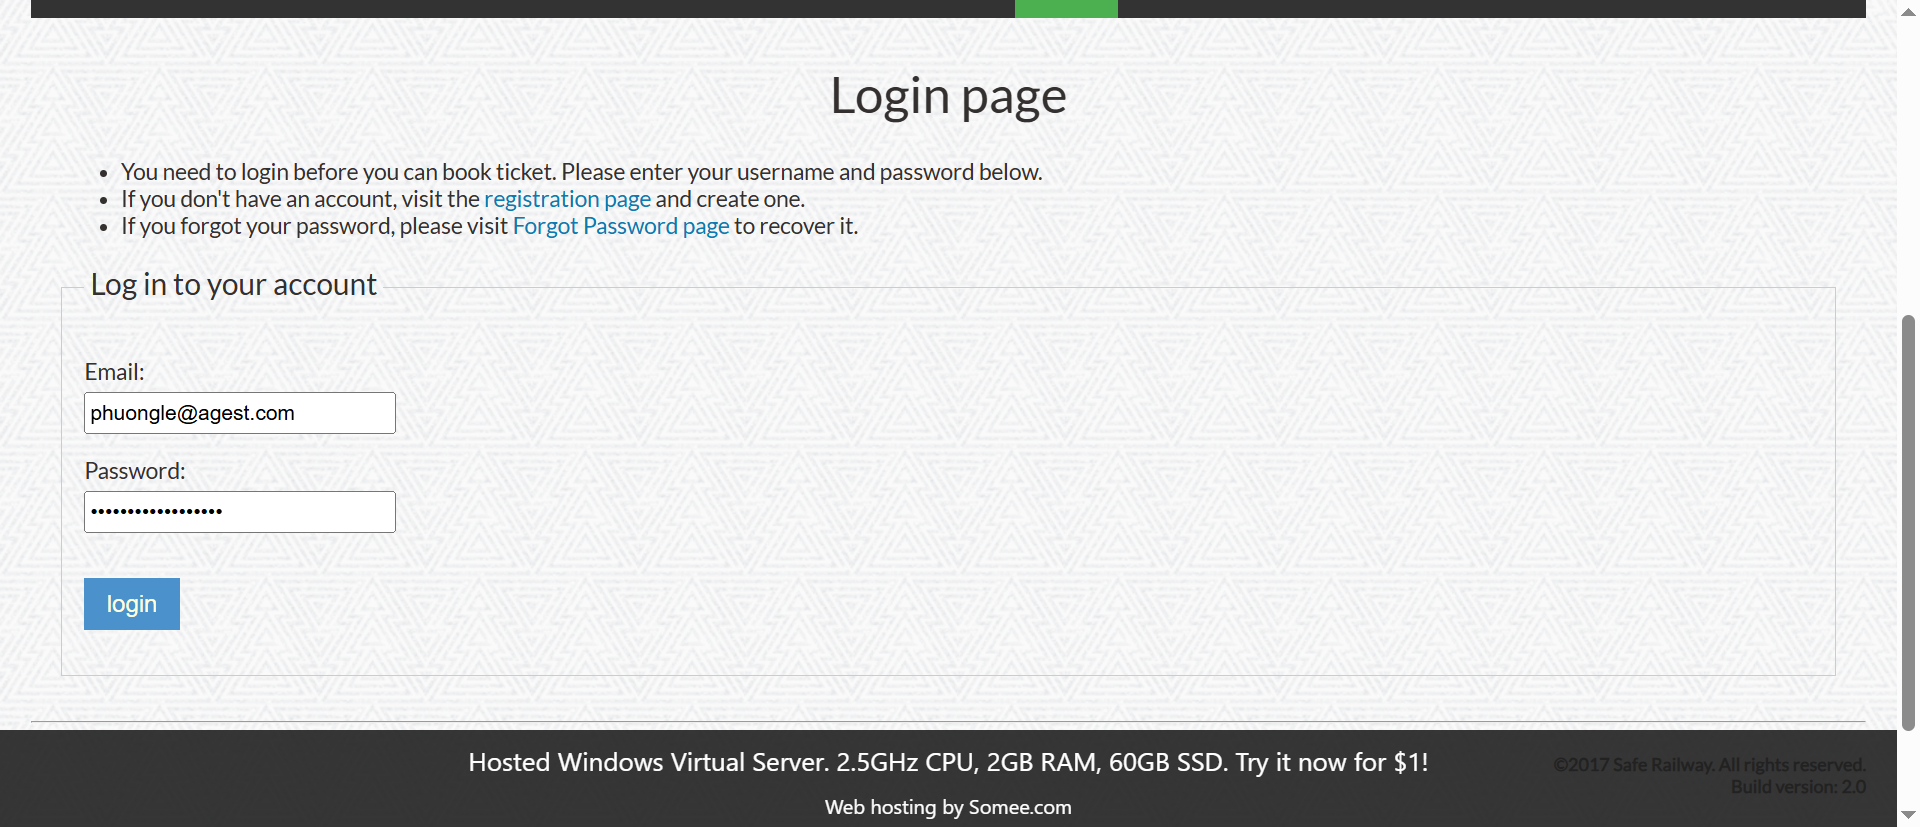 Login page
You need to login before you can book ticket. Please enter your username and password below.
If you don't have an account, visit the registration page and create one.
If you forgot your password, please visit Forgot Password page to recover it.
Log in to your account
Email:
phuongle@agest.com
Password:
••••••••••••••••••
login
Hosted Windows Virtual Server. 2.5GHz CPU, 2GB RAM, 60GB SSD. Try it now for $1!
©2017 Safe Railway. All rights reserved.
Build version: 2.0
Web hosting by Somee.com